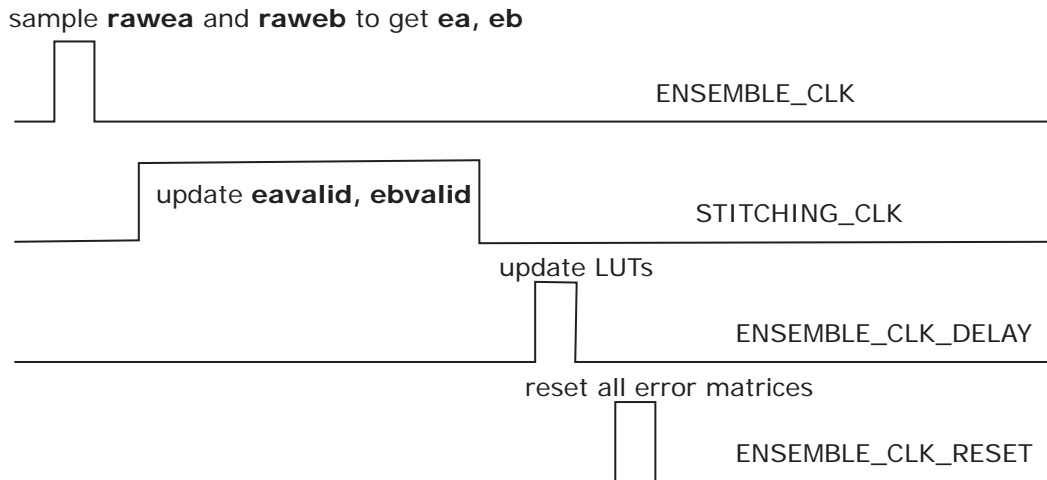 sample rawea and raweb to get ea, eb
ENSEMBLE_CLK
update eavalid, ebvalid
STITCHING_CLK
update LUTs
ENSEMBLE_CLK_DELAY
reset all error matrices
ENSEMBLE_CLK_RESET